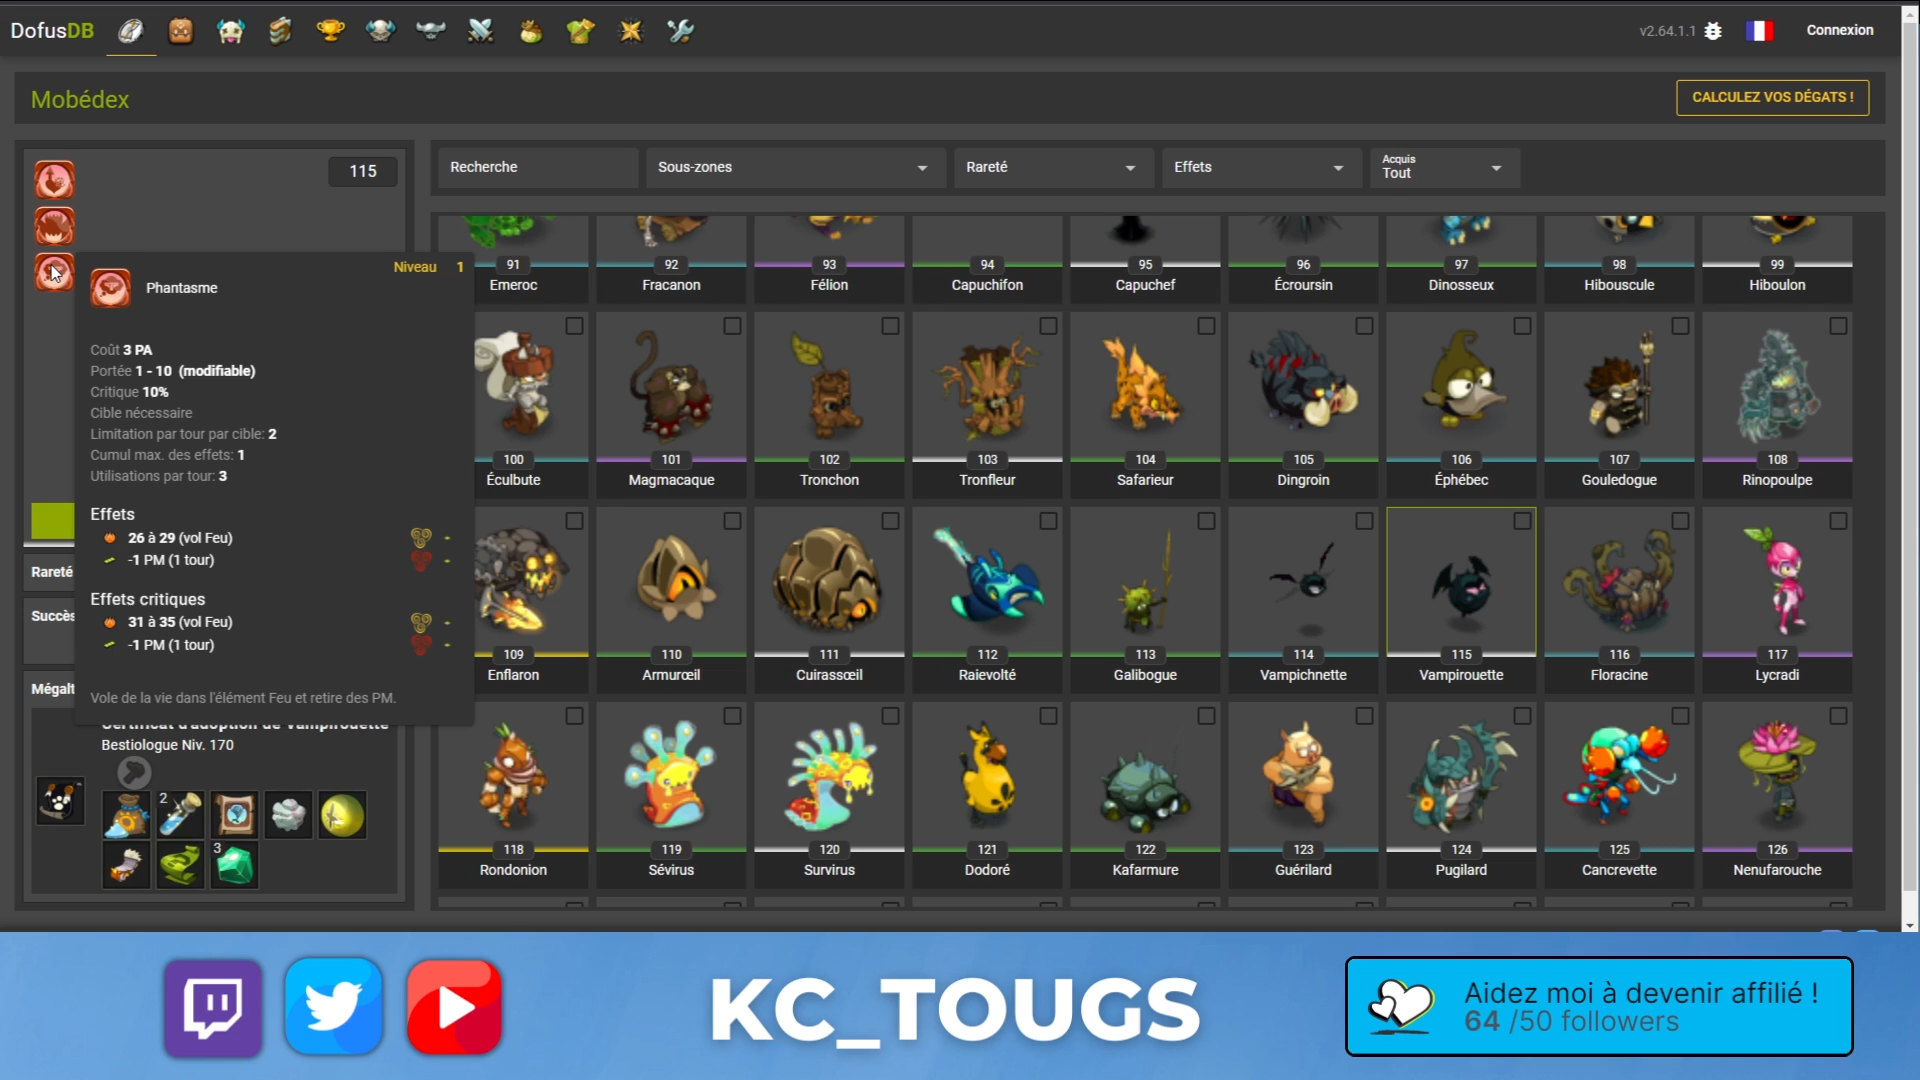 DofusDB
v2.64.1.1
Connexion
Mobédex
CALCULEZ VOS DÉGATS !
115
Recherche
Sous-zones
Rareté
Effets
Acquis
Tout
Niveau 1
Phantasme
Coût 3 PA
Portée 1 - 10 (modifiable)
Critique 10%
Cible nécessaire
Limitation par tour par cible: 2
Cumul max. des effets: 1
Utilisations par tour: 3
Effets
26 à 29 (vol Feu)
-
-1 PM (1 tour)
-
Effets critiques
31 à 35 (vol Feu)
-
-1 PM (1 tour)
-
Vole de la vie dans l'élément Feu et retire des PM.
Rareté
Succès
Certificat d'adoption de Vampirouette
Bestiologue Niv. 170
2
3
91 92 93 94 95 96 97 98 99
Emeroc Fracanon Félion Capuchifon Capuchef Écroursin Dinosseux Hibouscule Hiboulon
100 101 102 103 104 105 106 107 108
Éculbute Magmacaque Tronchon Tronfleur Safarieur Dingroin Éphébec Gouledogue Rinopoulpe
109 110 111 112 113 114 115 116 117
Enflaron Armurœil Cuirassœil Raievolté Galibogue Vampichnette Vampirouette Floracine Lycradi
118 119 120 121 122 123 124 125 126
Rondonion Sévirus Survirus Dodoré Kafarmure Guérilard Pugilard Cancrevette Nenufarouche
KC_TOUGS
Aidez moi à devenir affilié !
64 /50 followers